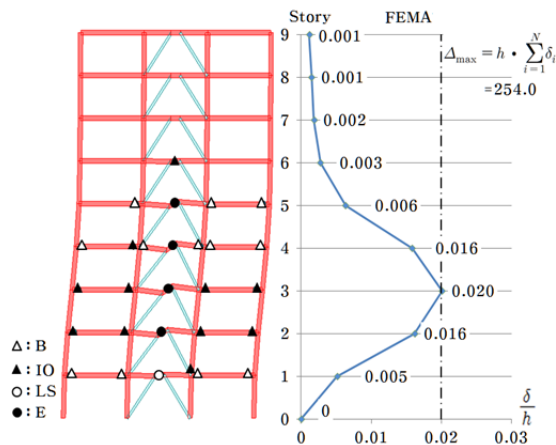 Story FEMA
9 0.001
Δmax = h • ∑ᵢ₌₁ᴺ δᵢ
=254.0
8 0.001
7 0.002
6 0.003
5 0.006
4 0.016
3 0.020
2 0.016
1 0.005
0 0
0 0.01 0.02 0.03
δ/h
△ : B
▲ : IO
○ : LS
● : E